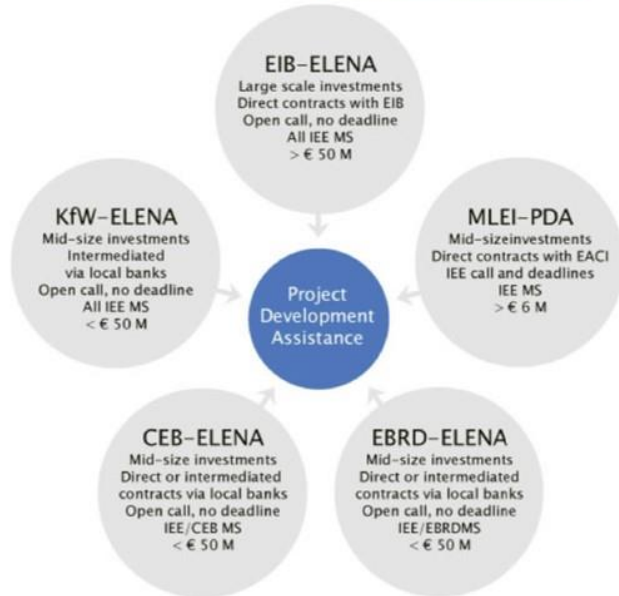 EIB-ELENA
Large scale investments
Direct contracts with EIB
Open call, no deadline
All IEE MS
> € 50 M
KfW-ELENA
Mid-size investments
Intermediated
via local banks
Open call, no deadline
All IEE MS
< € 50 M
MLEI-PDA
Mid-sizeinvestments
Direct contracts with EACI
IEE call and deadlines
IEE MS
> € 6 M
Project
Development
Assistance
CEB-ELENA
Mid-size investments
Direct or intermediated
contracts via local banks
Open call, no deadline
IEE/CEB MS
< € 50 M
EBRD-ELENA
Mid-size investments
Direct or intermediated
contracts via local banks
Open call, no deadline
IEE/EBRDMS
< € 50 M